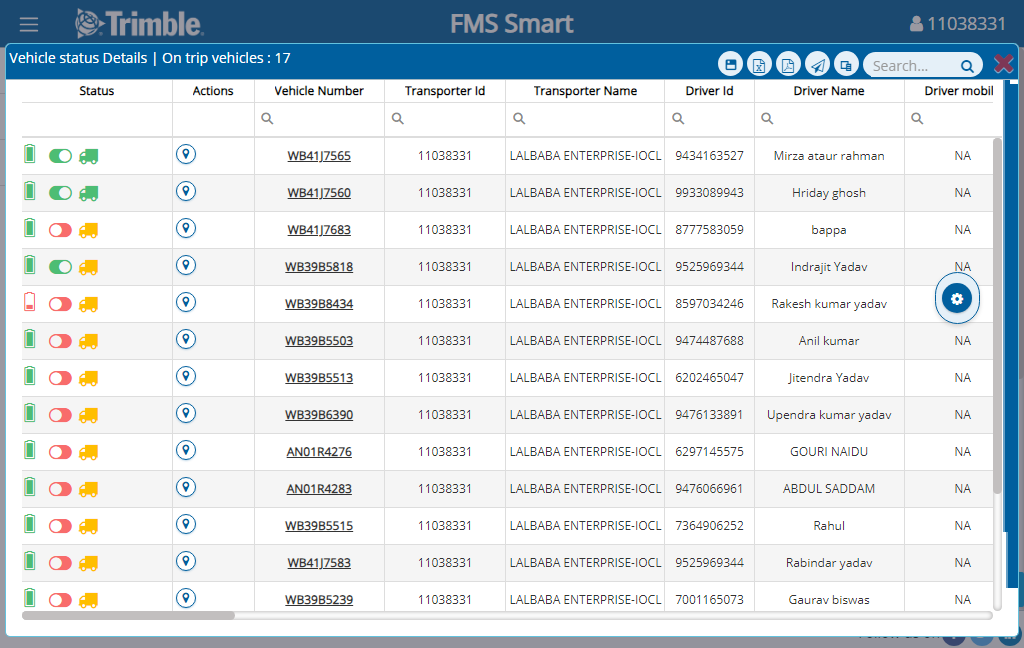 Trimble.
FMS Smart
11038331
Vehicle status Details | On trip vehicles : 17
Search...
Status Actions Vehicle Number Transporter Id Transporter Name Driver Id Driver Name Driver mobil
WB41J7565 11038331 LALBABA ENTERPRISE-IOCL 9434163527 Mirza ataur rahman NA
WB41J7560 11038331 LALBABA ENTERPRISE-IOCL 9933089943 Hriday ghosh NA
WB41J7683 11038331 LALBABA ENTERPRISE-IOCL 8777583059 bappa NA
WB39B5818 11038331 LALBABA ENTERPRISE-IOCL 9525969344 Indrajit Yadav NA
WB39B8434 11038331 LALBABA ENTERPRISE-IOCL 8597034246 Rakesh kumar yadav
WB39B5503 11038331 LALBABA ENTERPRISE-IOCL 9474487688 Anil kumar NA
WB39B5513 11038331 LALBABA ENTERPRISE-IOCL 6202465047 Jitendra Yadav NA
WB39B6390 11038331 LALBABA ENTERPRISE-IOCL 9476133891 Upendra kumar yadav NA
AN01R4276 11038331 LALBABA ENTERPRISE-IOCL 6297145575 GOURI NAIDU NA
AN01R4283 11038331 LALBABA ENTERPRISE-IOCL 9476066961 ABDUL SADDAM NA
WB39B5515 11038331 LALBABA ENTERPRISE-IOCL 7364906252 Rahul NA
WB41J7583 11038331 LALBABA ENTERPRISE-IOCL 9525969344 Rabindar yadav NA
WB39B5239 11038331 LALBABA ENTERPRISE-IOCL 7001165073 Gaurav biswas NA